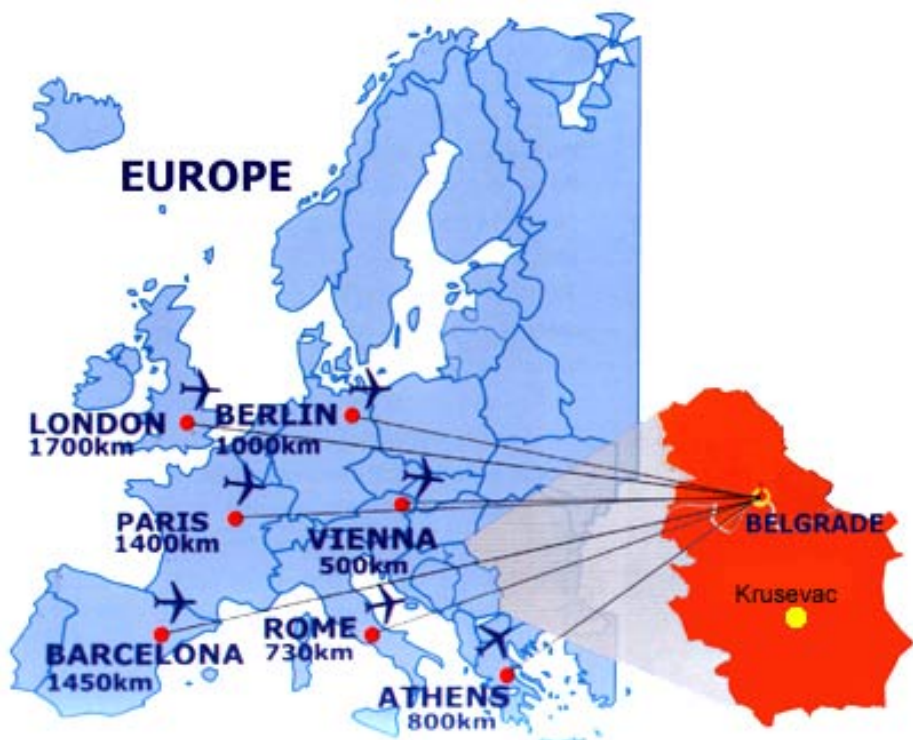 EUROPE
LONDON
1700km
BERLIN
1000km
PARIS
1400km
VIENNA
500km
BELGRADE
Krusevac
BARCELONA
1450km
ROME
730km
ATHENS
800km